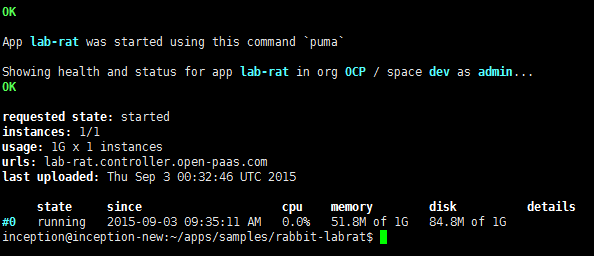 OK
App lab-rat was started using this command `puma`
Showing health and status for app lab-rat in org OCP / space dev as admin...
OK
requested state: started
instances: 1/1
usage: 1G x 1 instances
urls: lab-rat.controller.open-paas.com
last uploaded: Thu Sep 3 00:32:46 UTC 2015
state since cpu memory disk details
#0 running 2015-09-03 09:35:11 AM 0.0% 51.8M of 1G 84.8M of 1G
inception@inception-new:~/apps/samples/rabbit-labrat$